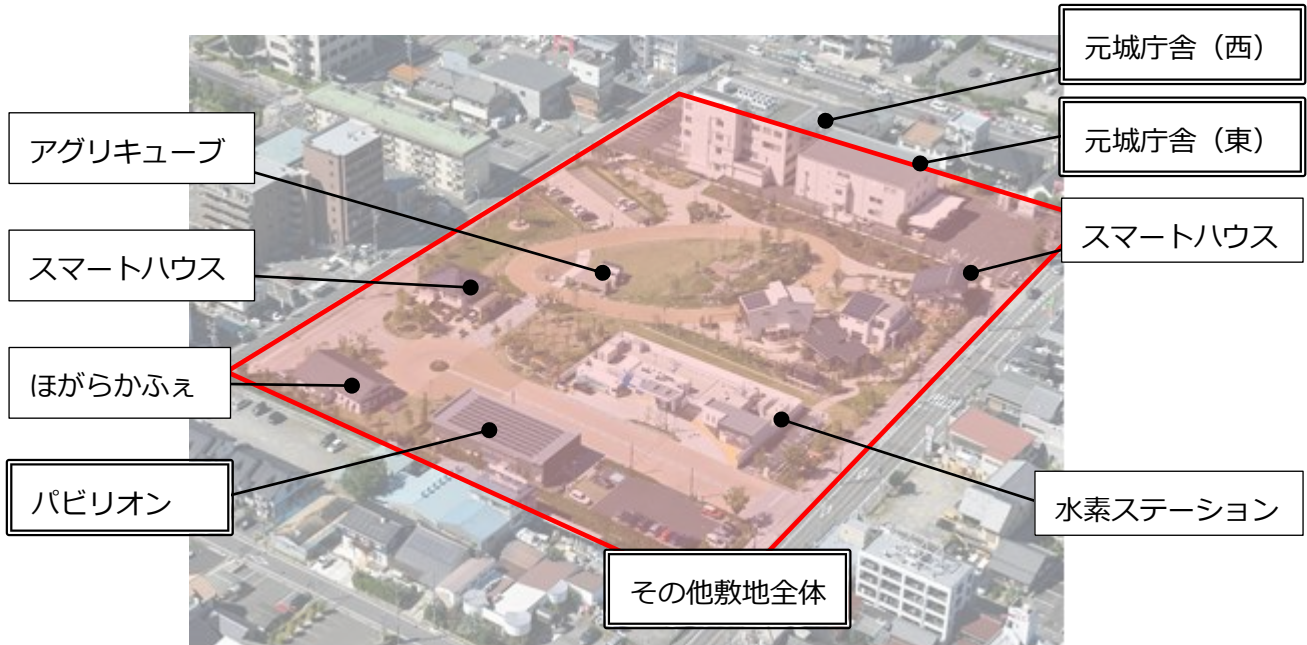 元城庁舎（西）
元城庁舎（東）
アグリキューブ
スマートハウス
スマートハウス
ほがらかふぇ
パビリオン
水素ステーション
その他敷地全体